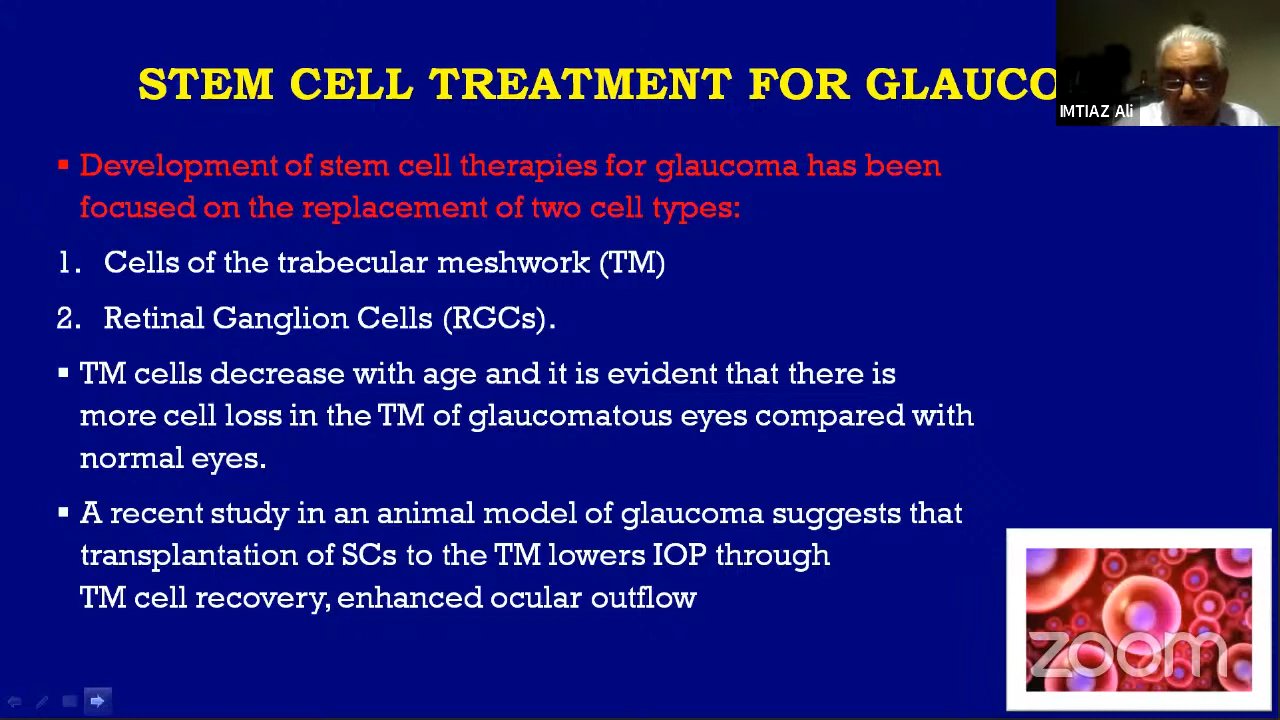 STEM CELL TREATMENT FOR GLAUCO
IMTIAZ Ali
▪ Development of stem cell therapies for glaucoma has been
focused on the replacement of two cell types:
1. Cells of the trabecular meshwork (TM)
2. Retinal Ganglion Cells (RGCs).
▪ TM cells decrease with age and it is evident that there is
more cell loss in the TM of glaucomatous eyes compared with
normal eyes.
▪ A recent study in an animal model of glaucoma suggests that
transplantation of SCs to the TM lowers IOP through
TM cell recovery, enhanced ocular outflow
zoom